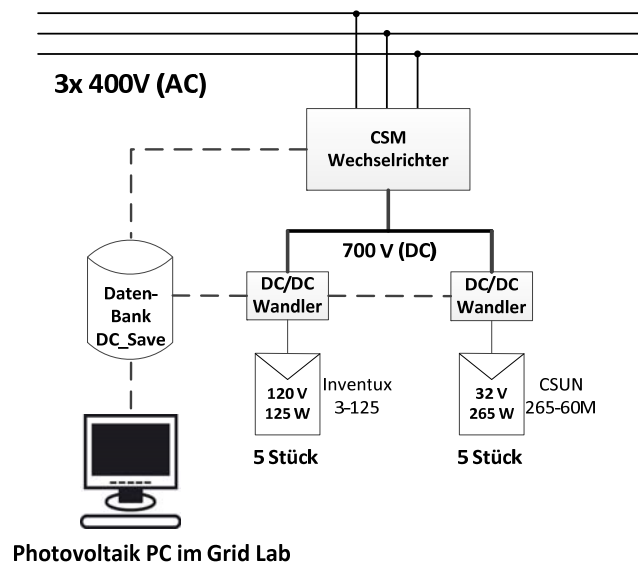 3x 400V (AC)
CSM
Wechselrichter
700 V (DC)
DC/DC
Wandler
DC/DC
Wandler
Daten-
Bank
DC_Save
120 V
125 W
Inventux
3-125
32 V
265 W
CSUN
265-60M
5 Stück
5 Stück
Photovoltaik PC im Grid Lab